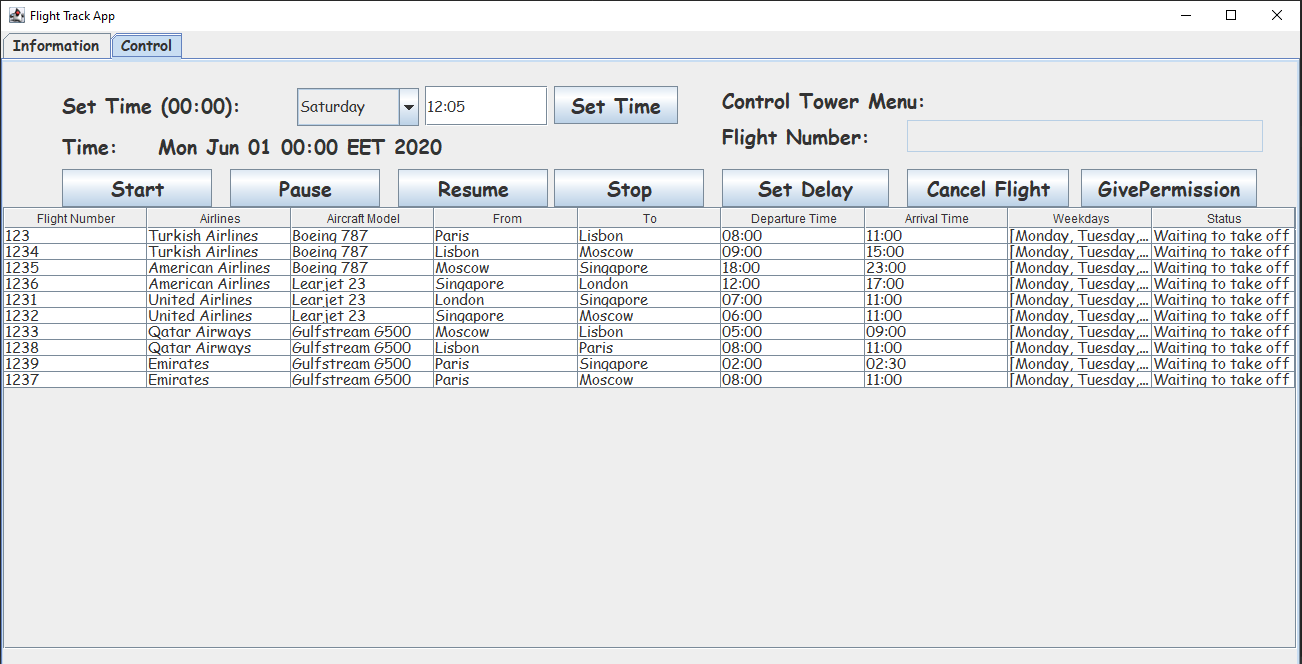 Flight Track App
Information Control
Set Time (00:00): Saturday 12:05 Set Time Control Tower Menu:
Time: Mon Jun 01 00:00 EET 2020 Flight Number:
Start Pause Resume Stop Set Delay Cancel Flight GivePermission
Flight Number Airlines Aircraft Model From To Departure Time Arrival Time Weekdays Status
123 Turkish Airlines Boeing 787 Paris Lisbon 08:00 11:00 [Monday, Tuesday,... Waiting to take off
1234 Turkish Airlines Boeing 787 Lisbon Moscow 09:00 15:00 [Monday, Tuesday,... Waiting to take off
1235 American Airlines Boeing 787 Moscow Singapore 18:00 23:00 [Monday, Tuesday,... Waiting to take off
1236 American Airlines Learjet 23 Singapore London 12:00 17:00 [Monday, Tuesday,... Waiting to take off
1231 United Airlines Learjet 23 London Singapore 07:00 11:00 [Monday, Tuesday,... Waiting to take off
1232 United Airlines Learjet 23 Singapore Moscow 06:00 11:00 [Monday, Tuesday,... Waiting to take off
1233 Qatar Airways Gulfstream G500 Moscow Lisbon 05:00 09:00 [Monday, Tuesday,... Waiting to take off
1238 Qatar Airways Gulfstream G500 Lisbon Paris 08:00 11:00 [Monday, Tuesday,... Waiting to take off
1239 Emirates Gulfstream G500 Paris Singapore 02:00 02:30 [Monday, Tuesday,... Waiting to take off
1237 Emirates Gulfstream G500 Paris Moscow 08:00 11:00 [Monday, Tuesday,... Waiting to take off